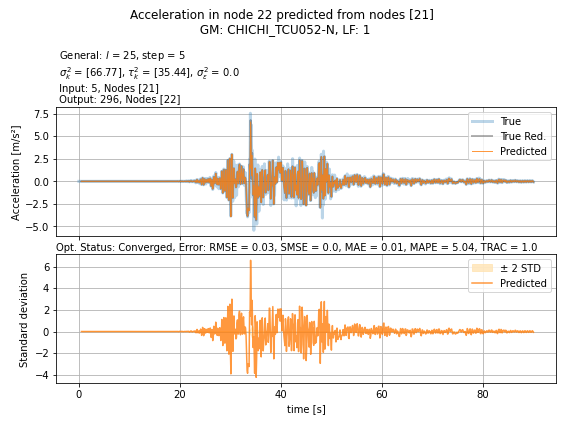 Acceleration in node 22 predicted from nodes [21]
GM: CHICHI_TCU052-N, LF: 1
General: l = 25, step = 5
σ²ₖ = [66.77], τ²ₖ = [35.44], σ²ε = 0.0
Input: 5, Nodes [21]
Output: 296, Nodes [22]
Acceleration [m/s²]
7.5
5.0
2.5
0.0
−2.5
−5.0
True
True Red.
Predicted
Opt. Status: Converged, Error: RMSE = 0.03, SMSE = 0.0, MAE = 0.01, MAPE = 5.04, TRAC = 1.0
Standard deviation
6
4
2
0
−2
−4
± 2 STD
Predicted
0 20 40 60 80
time [s]